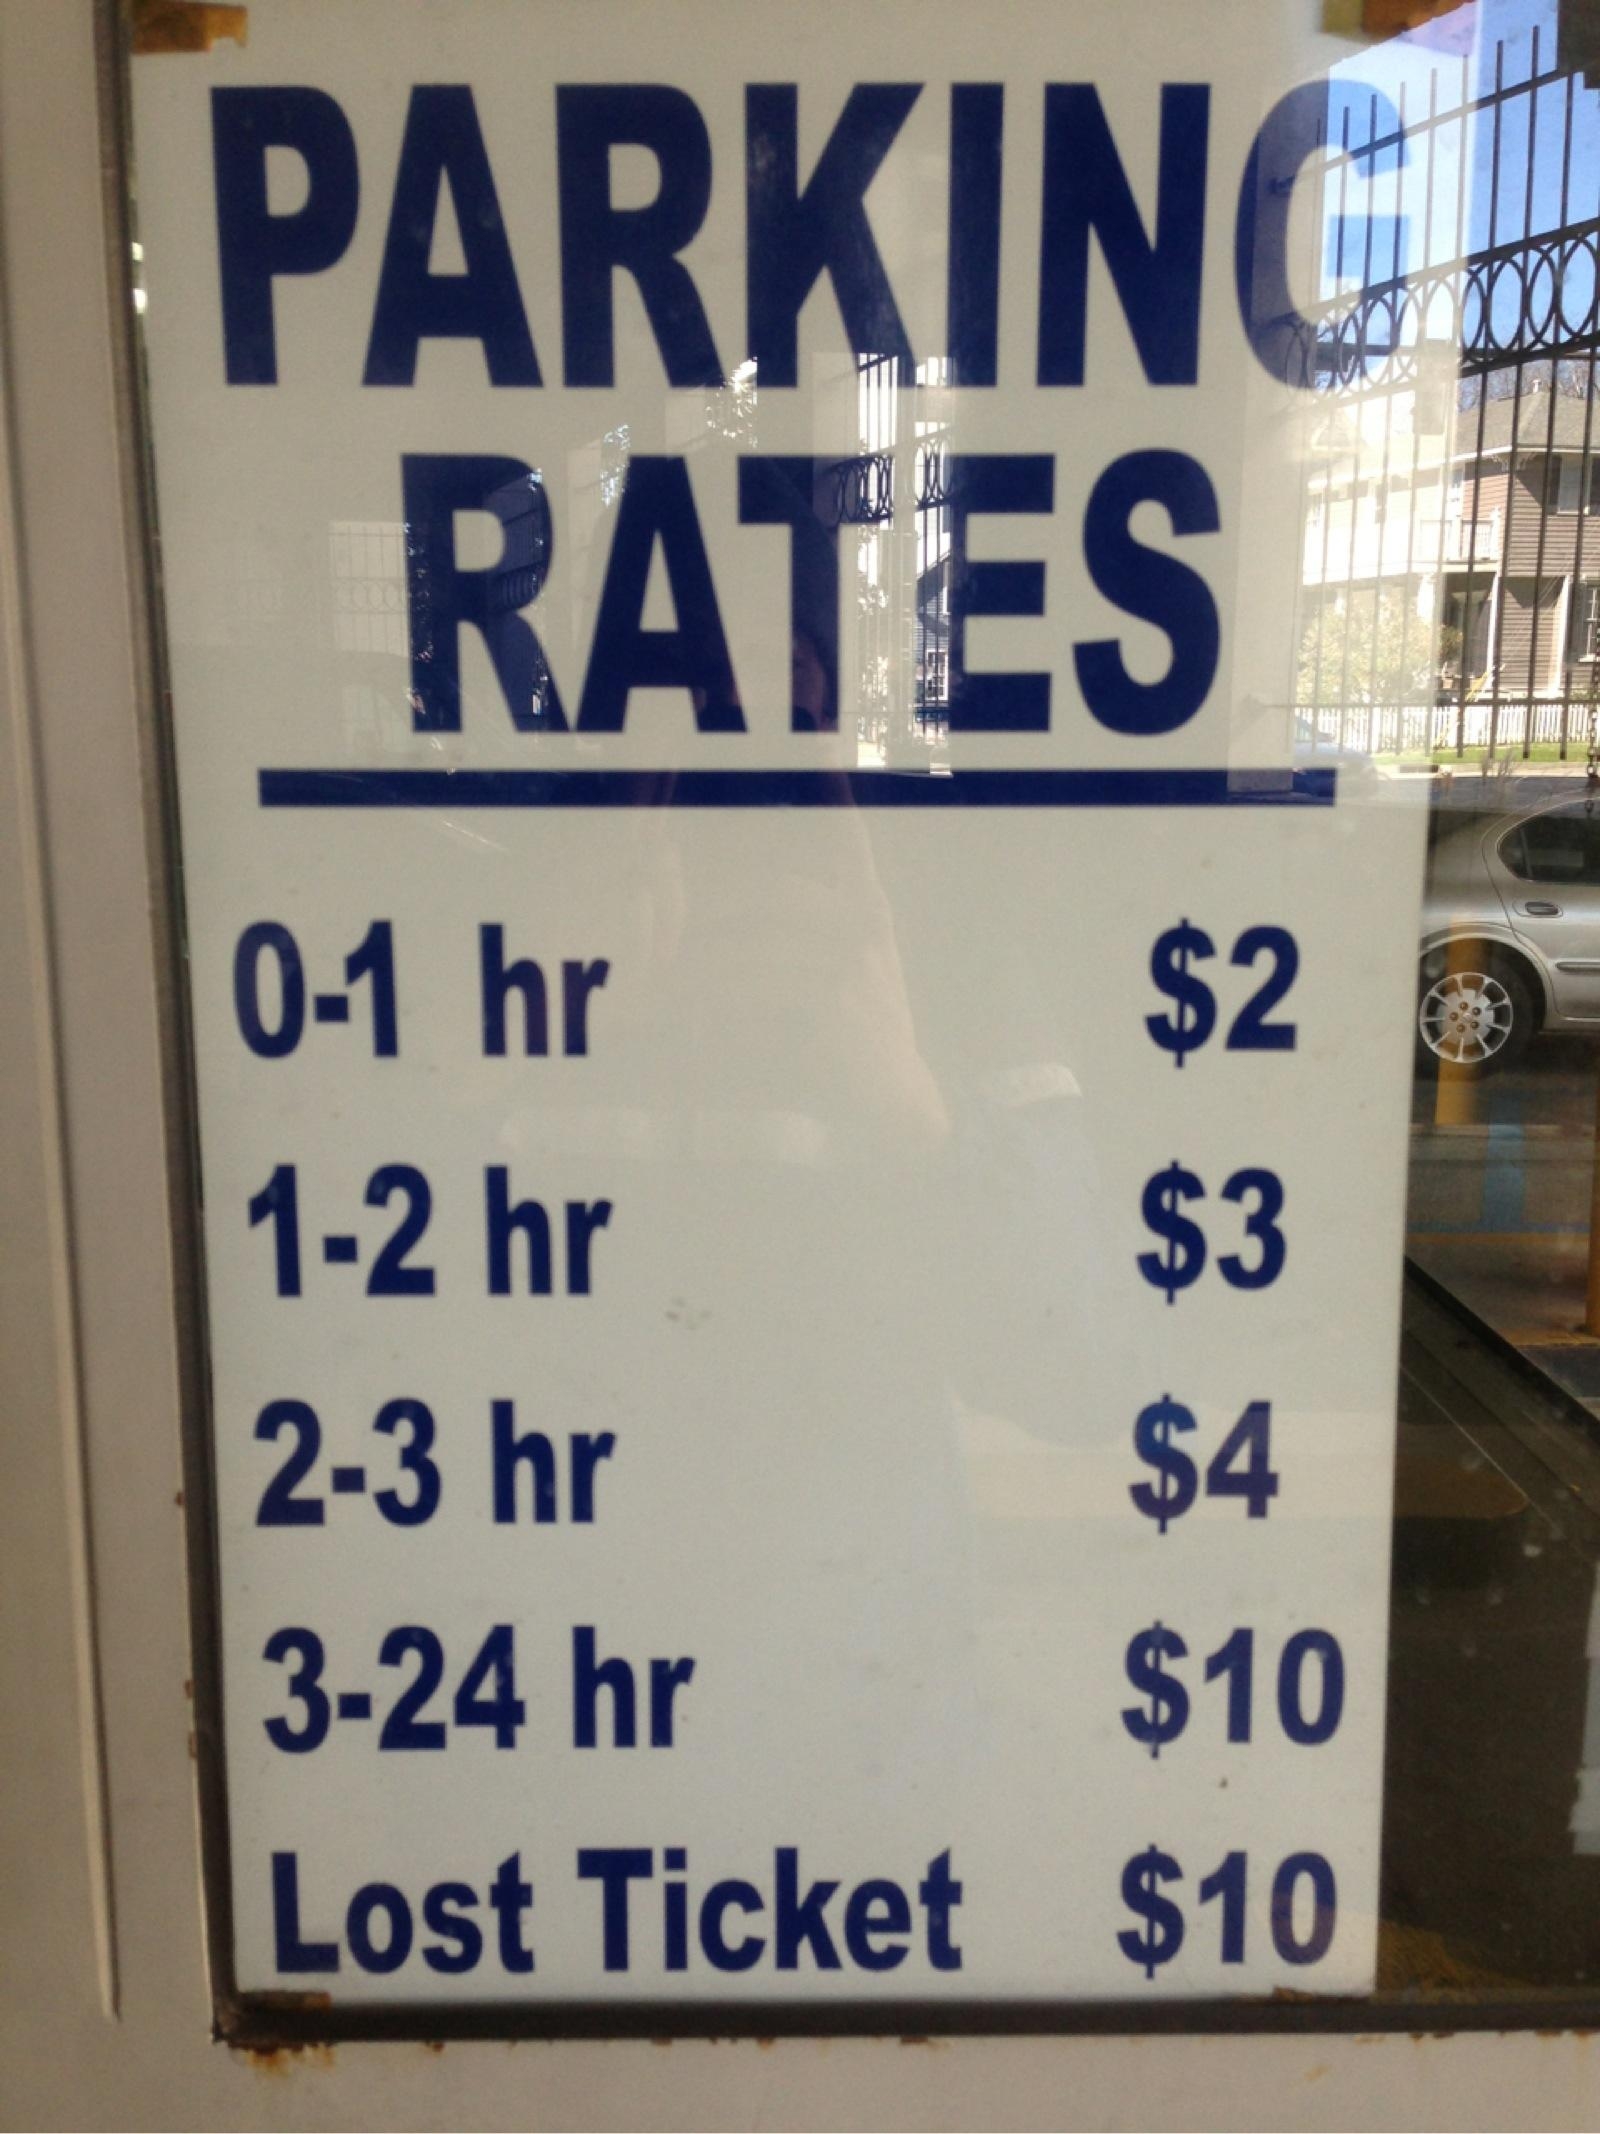 PARKING
RATES
0-1 hr $2
1-2 hr $3
2-3 hr $4
3-24 hr $10
Lost Ticket $10